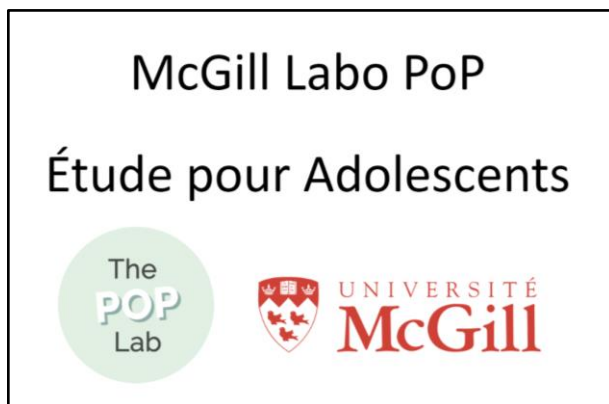 McGill Labo PoP
Étude pour Adolescents
The
POP
Lab
UNIVERSITÉ
McGill